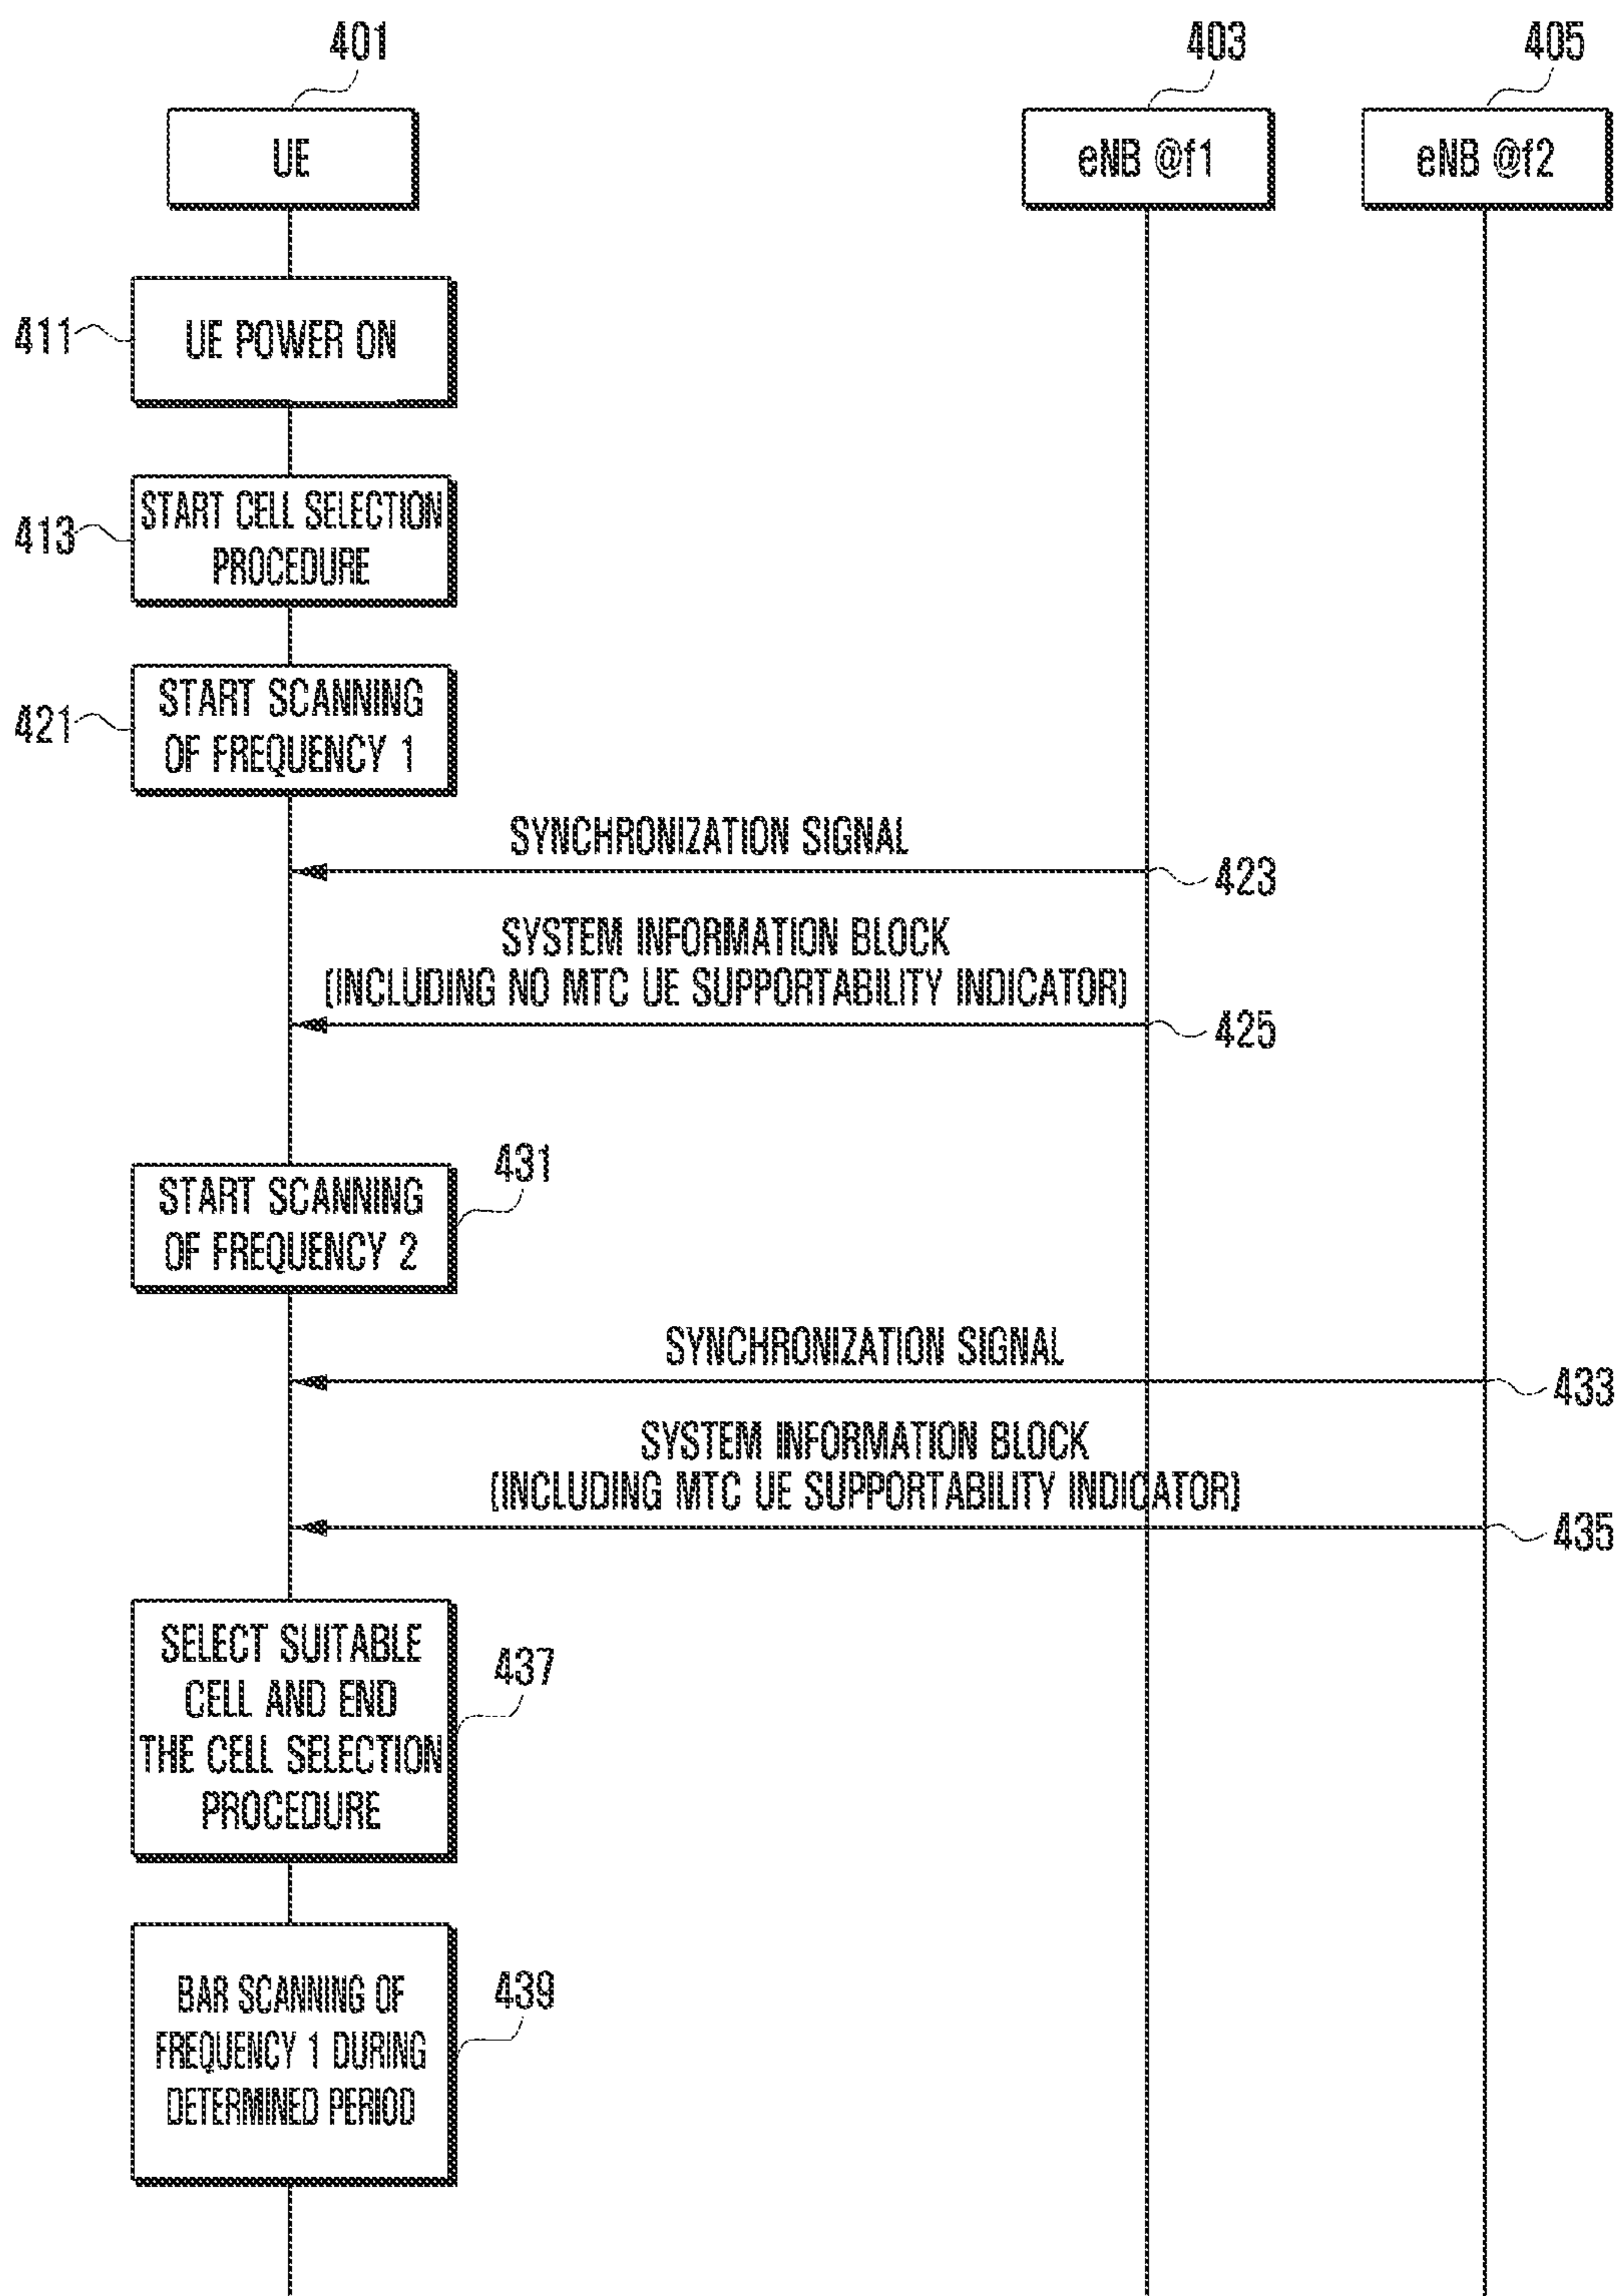 401
403
405
UE
eNB @f1
eNB @f2
411
UE POWER ON
413
START CELL SELECTION
PROCEDURE
421
START SCANNING
OF FREQUENCY 1
SYNCHRONIZATION SIGNAL
423
SYSTEM INFORMATION BLOCK
(INCLUDING NO MTC UE SUPPORTABILITY INDICATOR)
425
431
START SCANNING
OF FREQUENCY 2
SYNCHRONIZATION SIGNAL
433
SYSTEM INFORMATION BLOCK
(INCLUDING MTC UE SUPPORTABILITY INDICATOR)
435
SELECT SUITABLE
CELL AND END
THE CELL SELECTION
PROCEDURE
437
BAR SCANNING OF
FREQUENCY 1 DURING
DETERMINED PERIOD
439